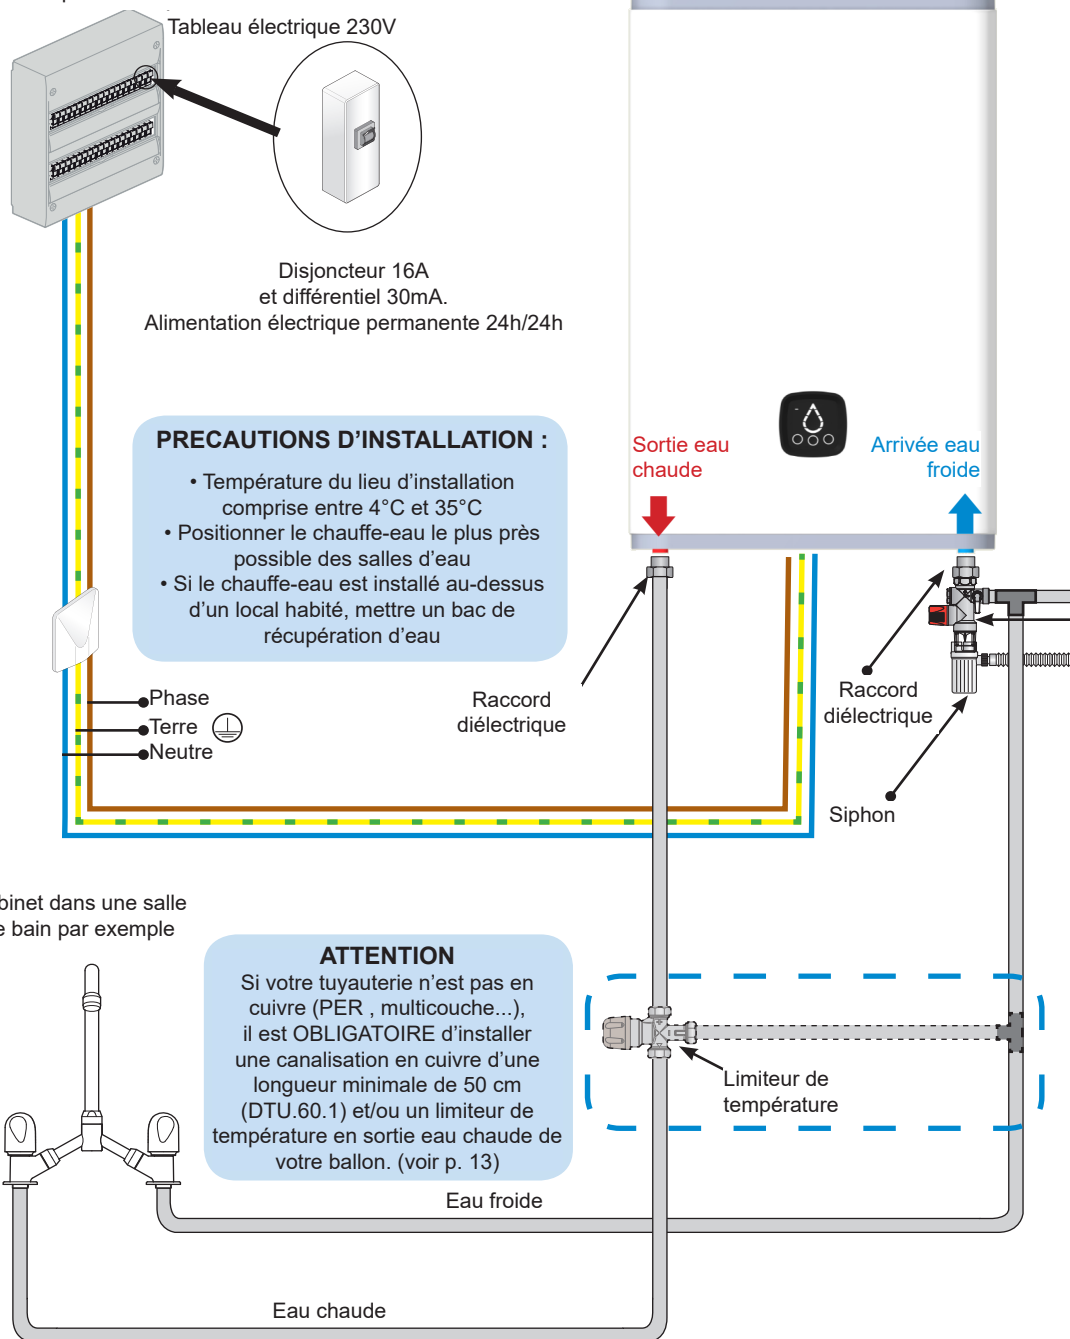 Tableau électrique 230V
Disjoncteur 16A
et différentiel 30mA.
Alimentation électrique permanente 24h/24h
PRECAUTIONS D’INSTALLATION :
• Température du lieu d’installation
comprise entre 4°C et 35°C
• Positionner le chauffe-eau le plus près
possible des salles d’eau
• Si le chauffe-eau est installé au-dessus
d’un local habité, mettre un bac de
récupération d’eau
Sortie eau
chaude
Arrivée eau
froide
Phase
Terre
Neutre
Raccord
diélectrique
Raccord
diélectrique
Siphon
binet dans une salle
e bain par exemple
ATTENTION
Si votre tuyauterie n’est pas en
cuivre (PER , multicouche...),
il est OBLIGATOIRE d’installer
une canalisation en cuivre d’une
longueur minimale de 50 cm
(DTU.60.1) et/ou un limiteur de
température en sortie eau chaude de
votre ballon. (voir p. 13)
Limiteur de
température
Eau froide
Eau chaude